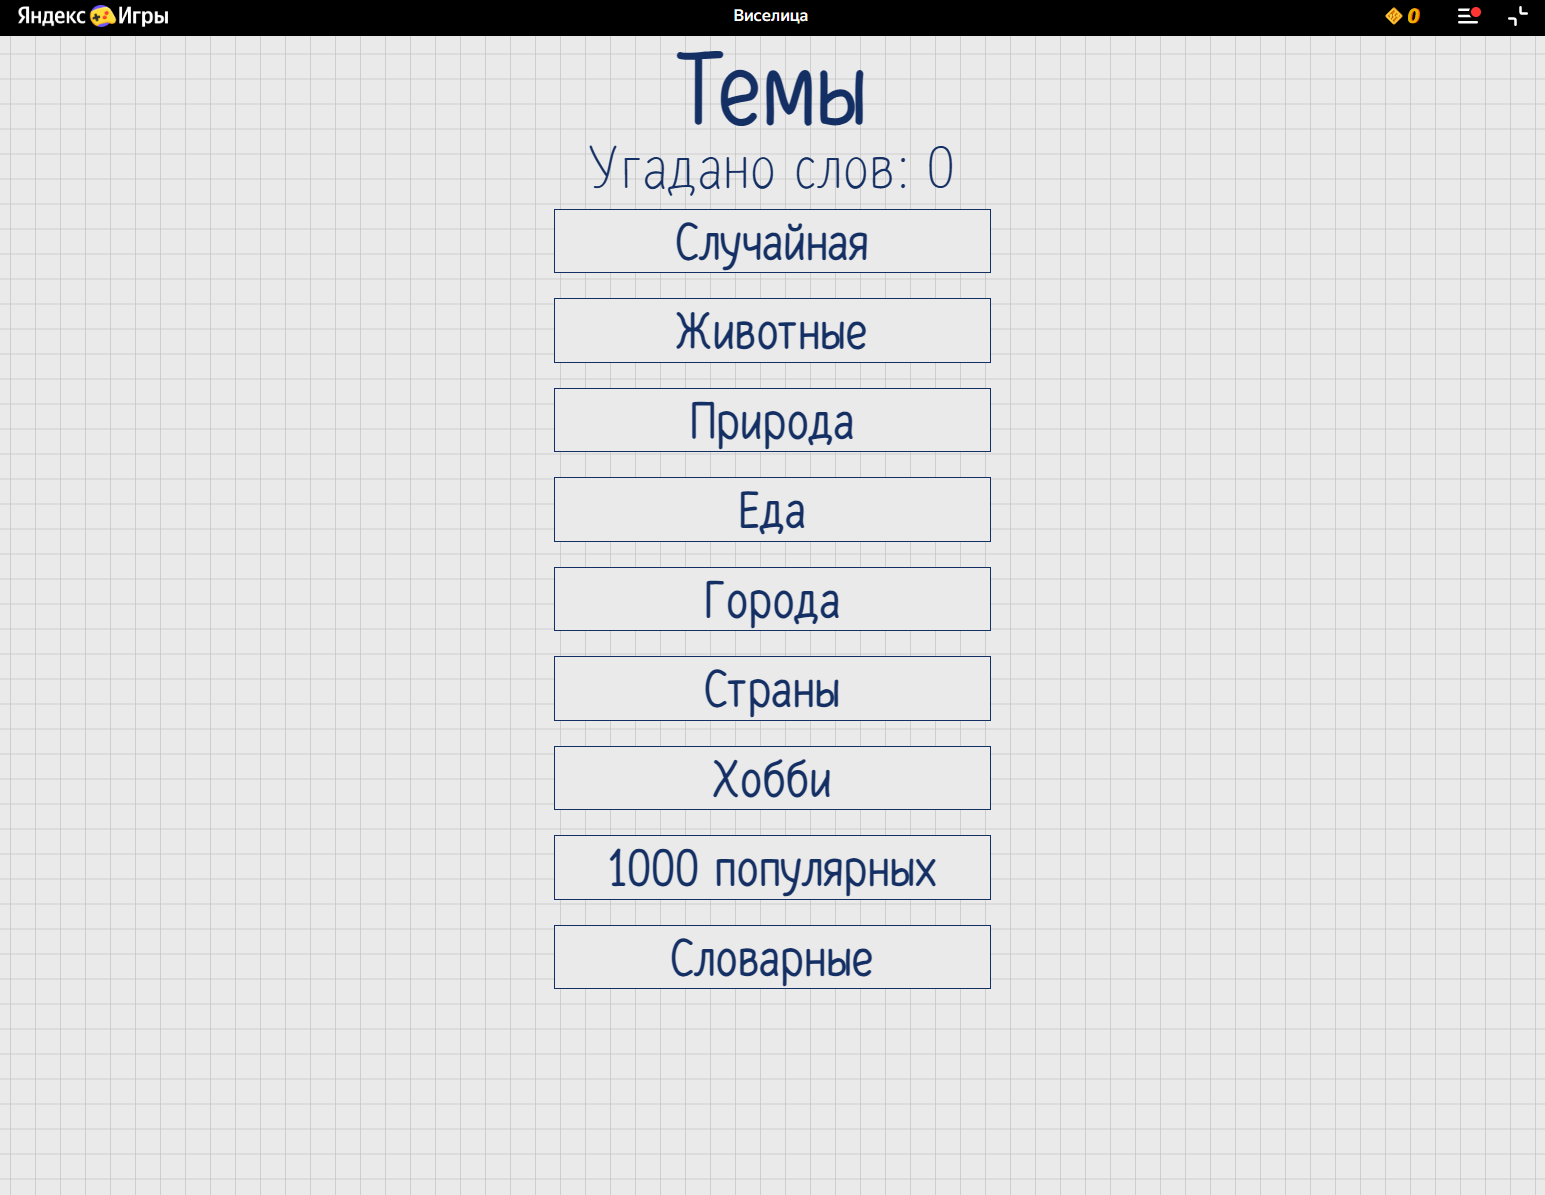 Яндекс Игры
Виселица
0
Темы
Угадано слов: 0
Случайная
Животные
Природа
Еда
Города
Страны
Хобби
1000 популярных
Словарные